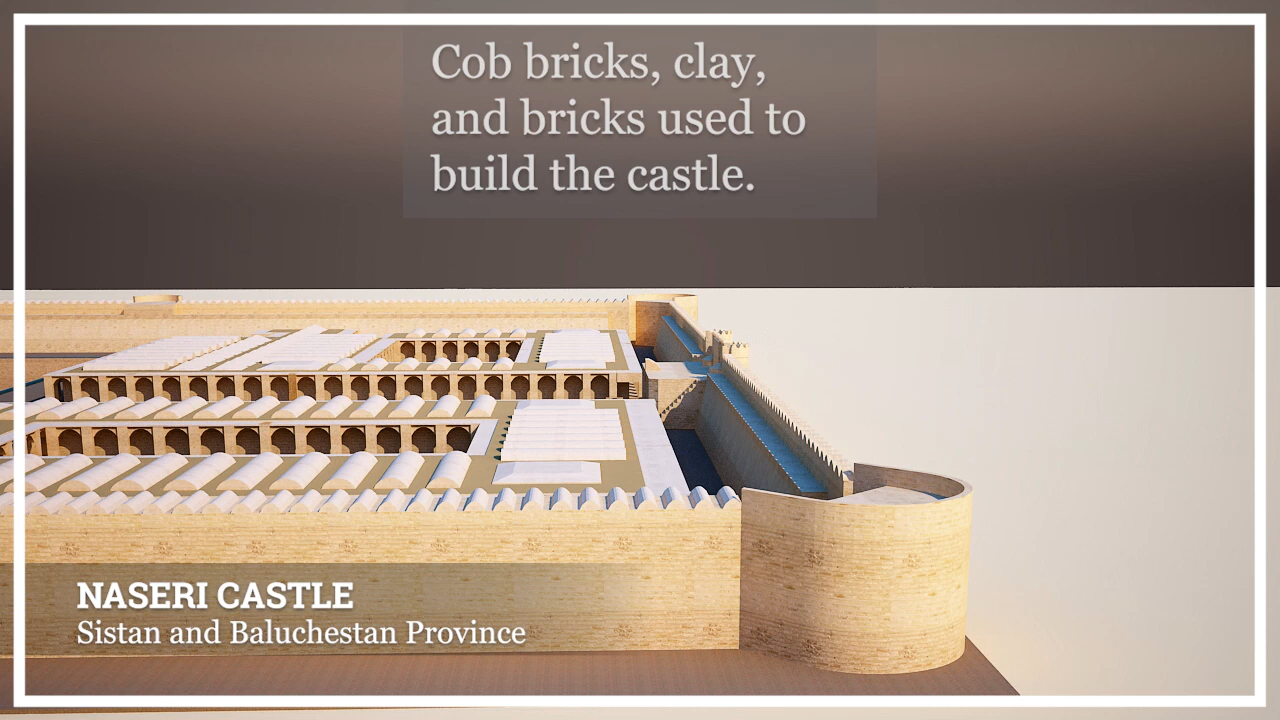 Cob bricks, clay,
and bricks used to
build the castle.
NASERI CASTLE
Sistan and Baluchestan Province